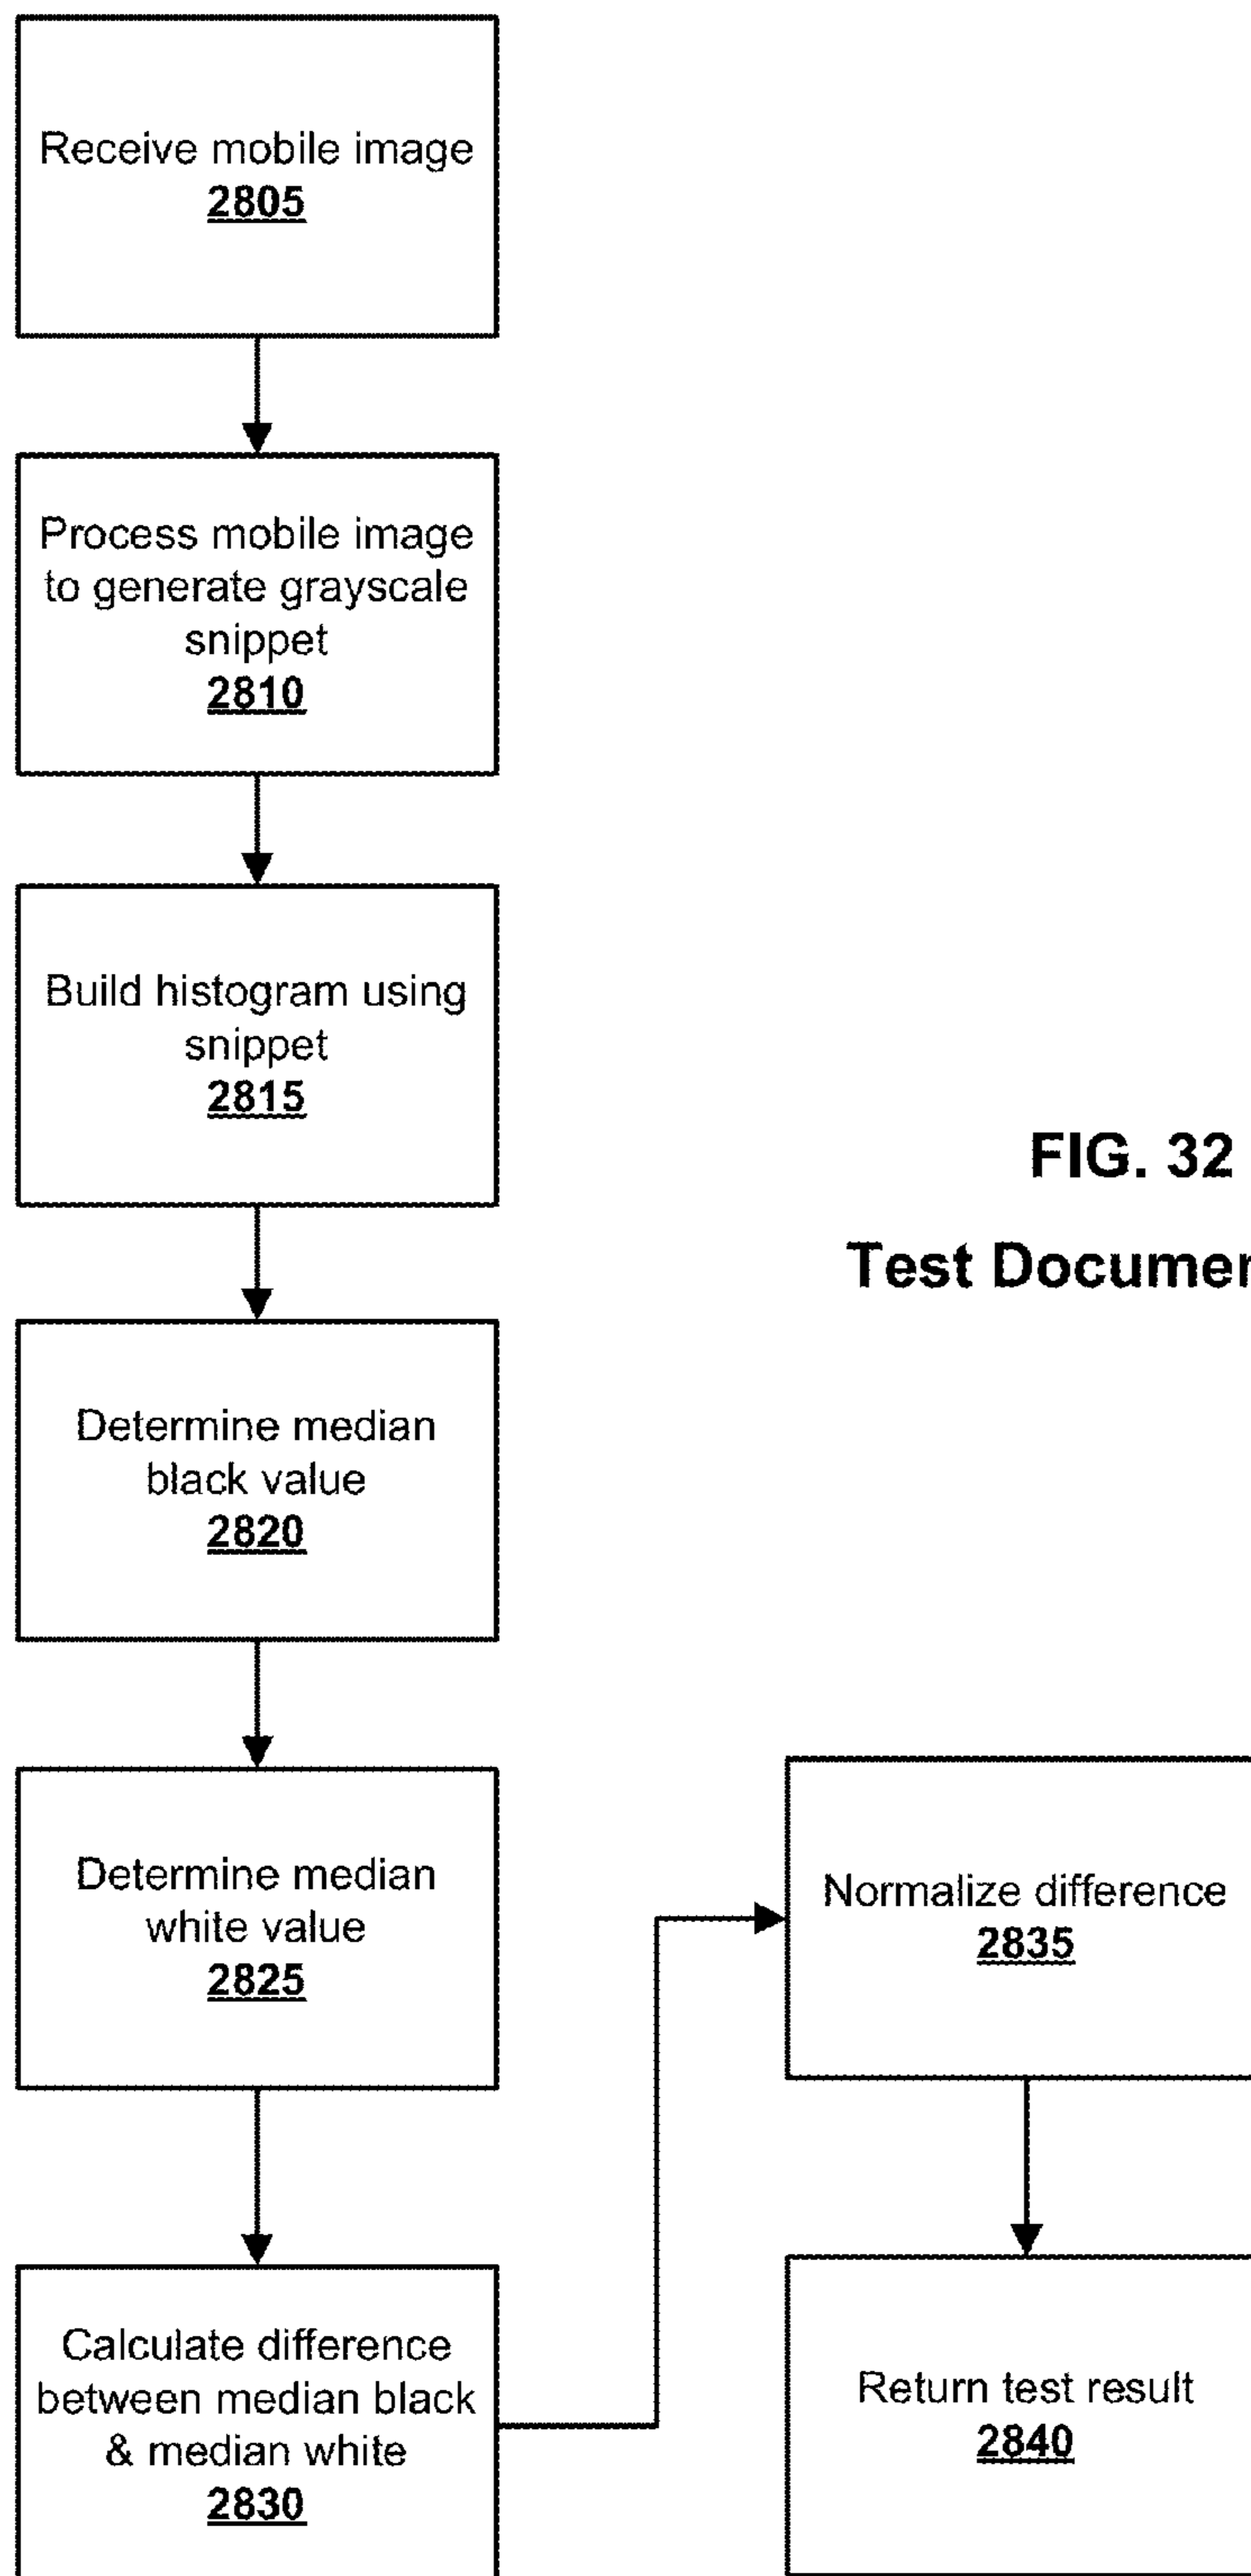 Receive mobile image
2805
Process mobile image
to generate grayscale
snippet
2810
Build histogram using
snippet
2815
FIG. 32
Test
Determine median
black value
2820
Determine median
white value
2825
Calculate difference
between median black
& median white
2830
Normalize difference
2835
Return test result
2840